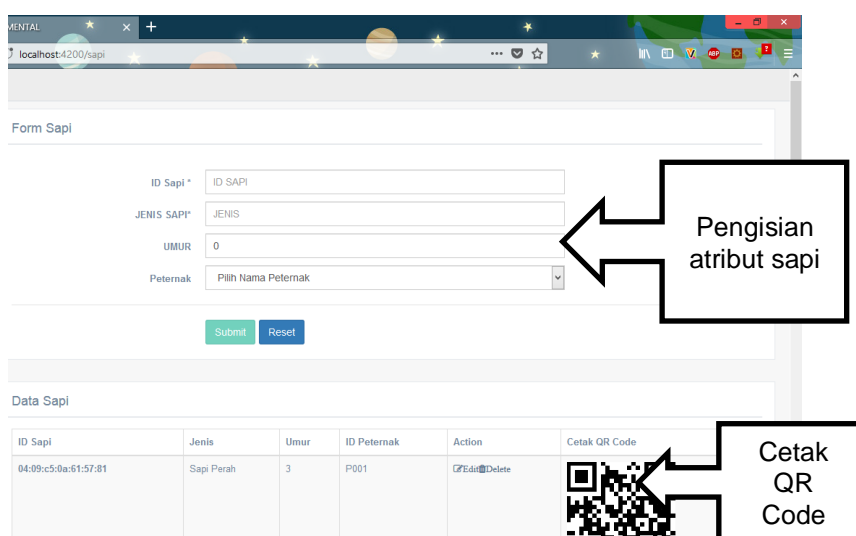 MENTAL
localhost:4200/sapi
ABP
Form Sapi
ID Sapi *
ID SAPI
JENIS SAPI*
JENIS
UMUR
0
Peternak
Pilih Nama Peternak
Submit
Reset
Pengisian
atribut sapi
Data Sapi
ID Sapi
Jenis
Umur
ID Peternak
Action
Cetak QR Code
04:09:c5:0a:61:57:81
Sapi Perah
3
P001
Edit Delete
Cetak
QR
Code